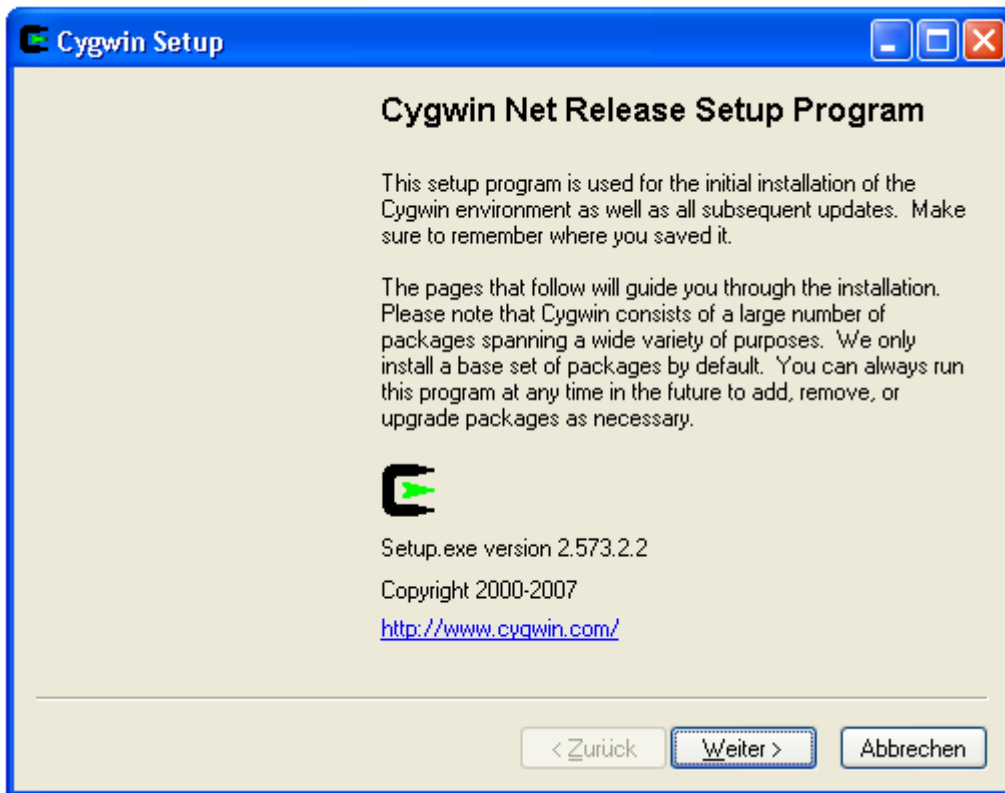 Cygwin Setup
Cygwin Net Release Setup Program
This setup program is used for the initial installation of the
Cygwin environment as well as all subsequent updates.  Make
sure to remember where you saved it.
The pages that follow will guide you through the installation.
Please note that Cygwin consists of a large number of
packages spanning a wide variety of purposes.  We only
install a base set of packages by default.  You can always run
this program at any time in the future to add, remove, or
upgrade packages as necessary.
Setup.exe version 2.573.2.2
Copyright 2000-2007
http://www.cygwin.com/
< Zurück
Weiter >
Abbrechen